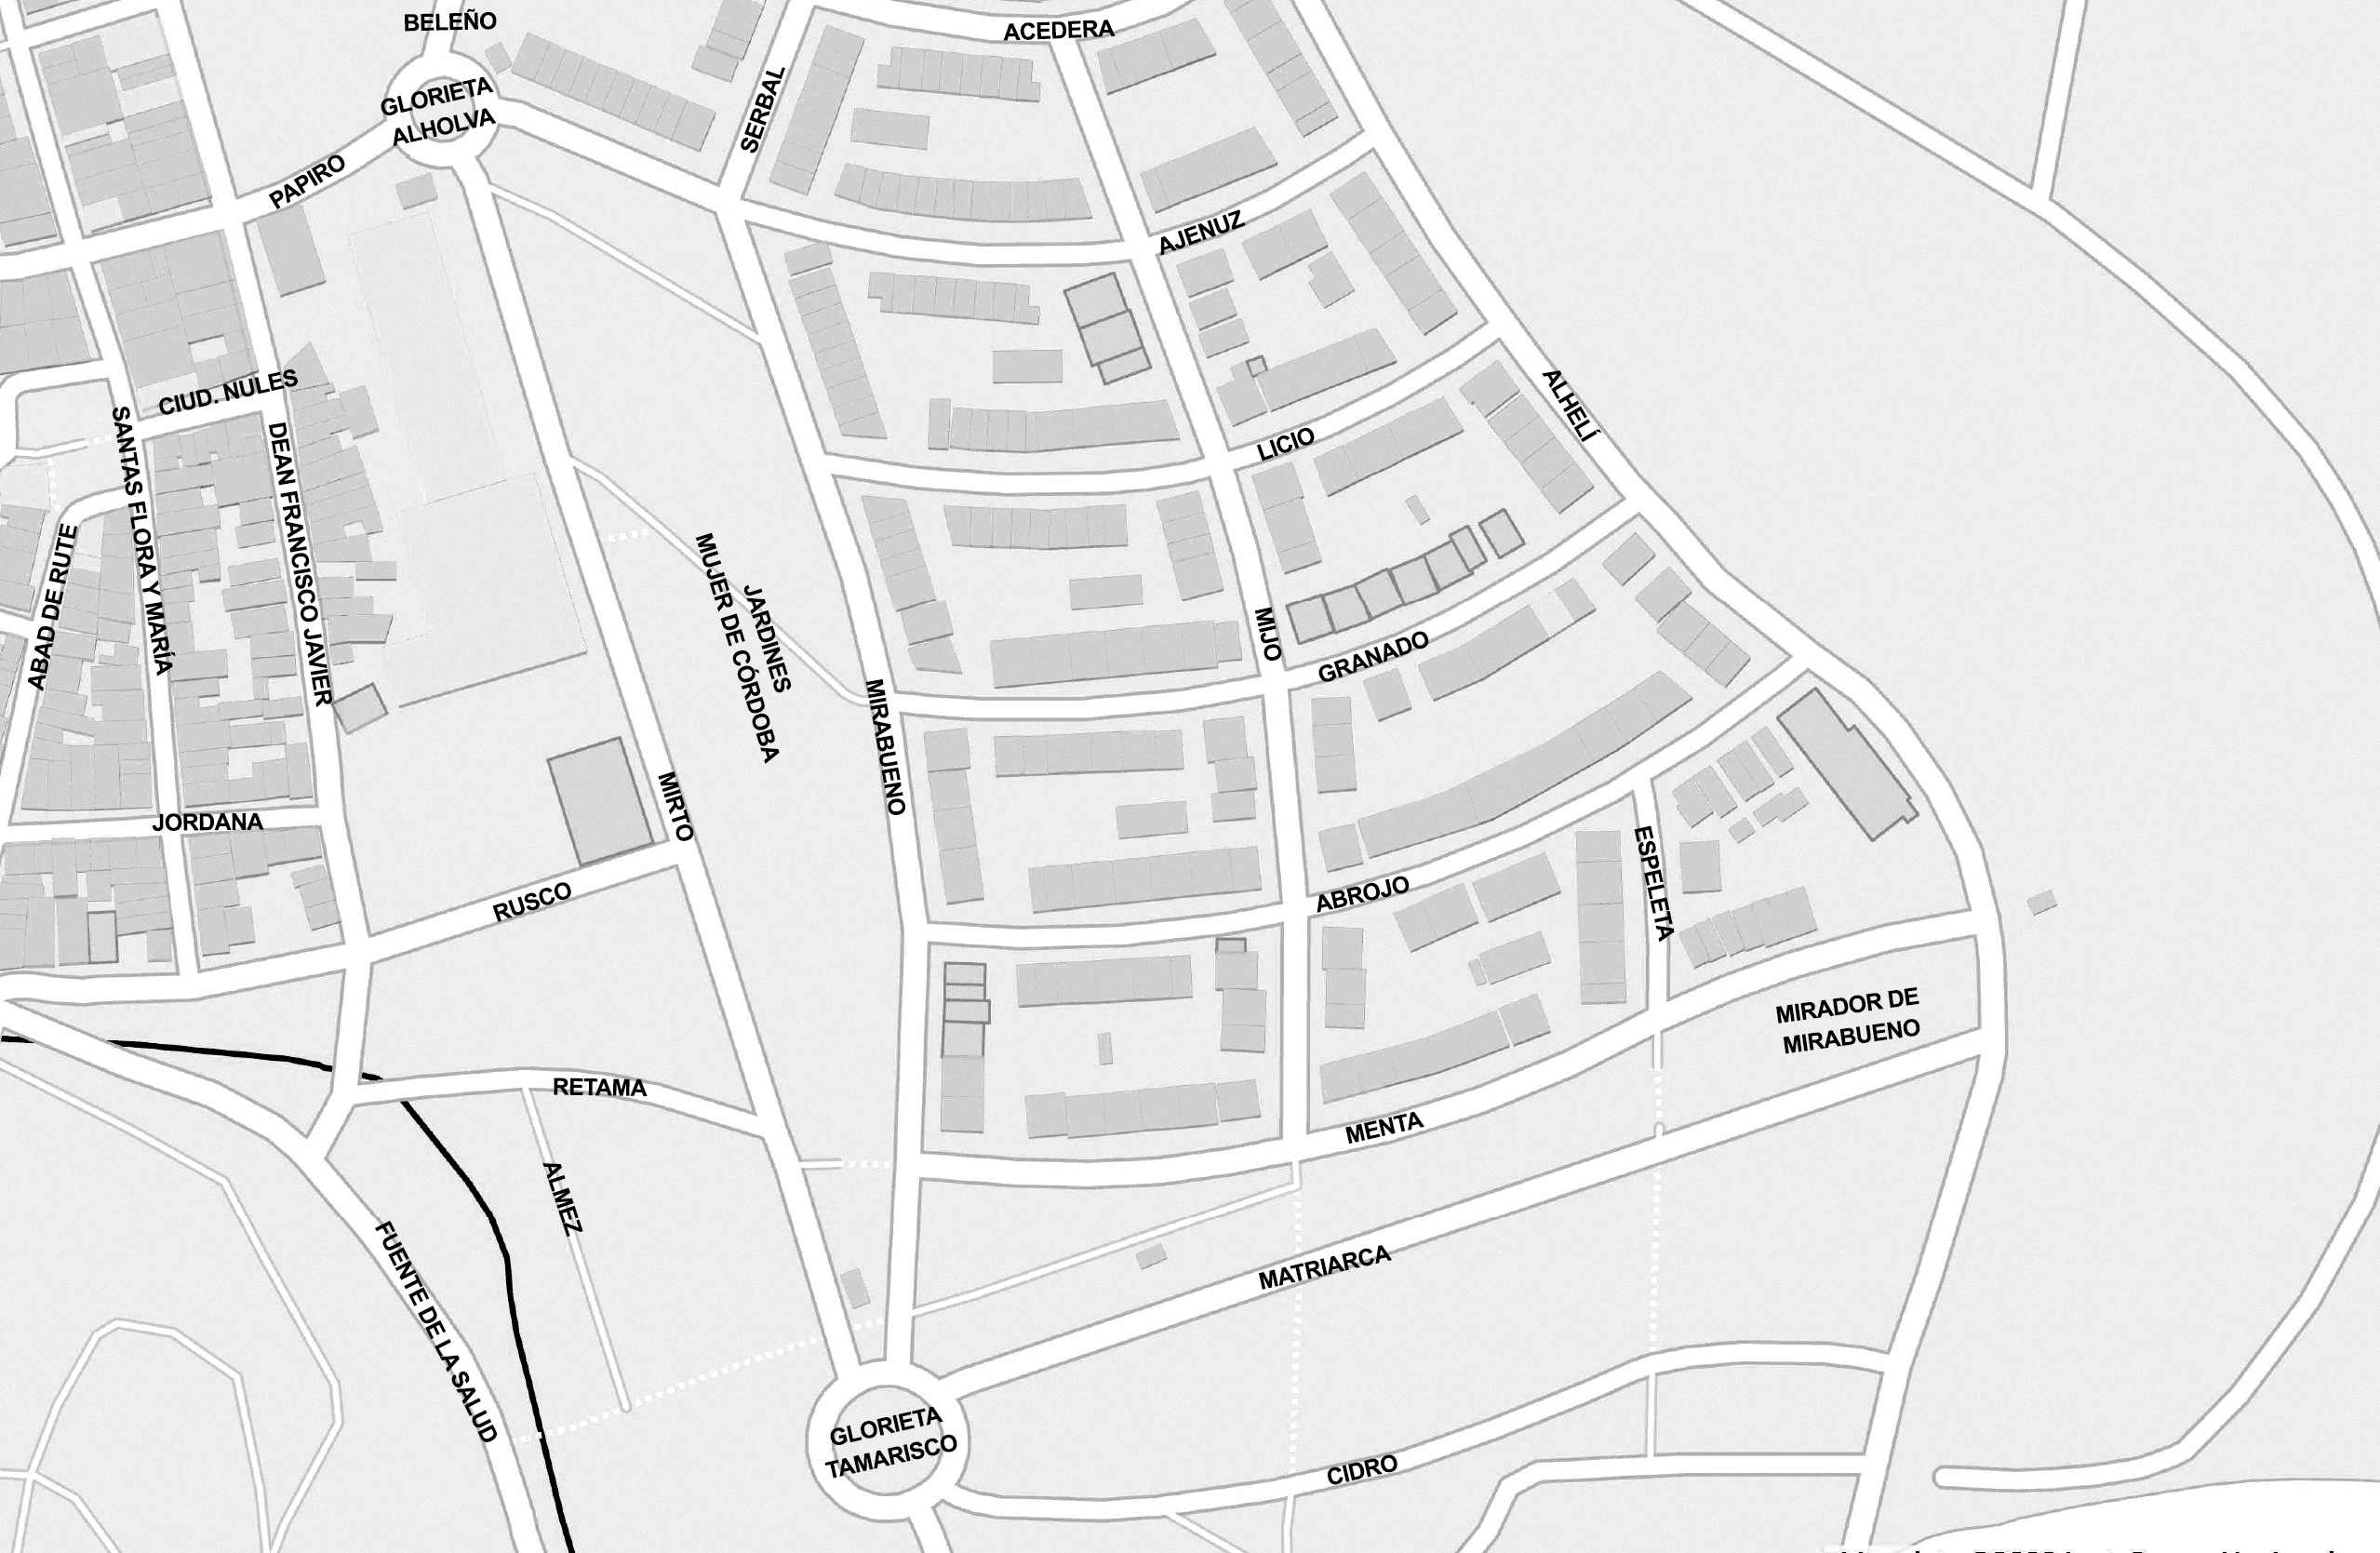 BELEÑO
ACEDERA
GLORIETA
ALHOLVA
SERBAL
PAPIRO
AJENUZ
CIUD. NULES
ALHELÍ
LICIO
SANTAS FLORA Y MARÍA
DEAN FRANCISCO JAVIER
ABAD DE RUTE
JARDINES
MUJER DE CÓRDOBA
MIJO
GRANADO
MIRABUENO
MIRTO
JORDANA
ESPELETA
RUSCO
ABROJO
MIRADOR DE
MIRABUENO
RETAMA
MENTA
ALMEZ
FUENTE DE LA SALUD
MATRIARCA
GLORIETA
TAMARISCO
CIDRO